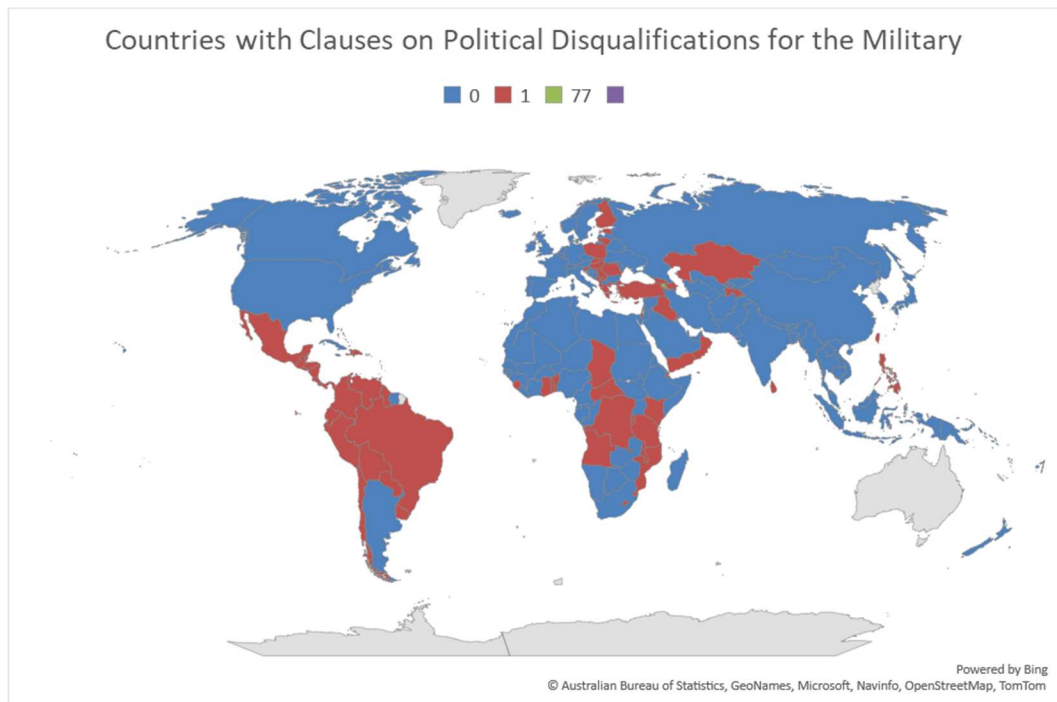 Countries with Clauses on Political Disqualifications for the Military
0 1 77
Powered by Bing
© Australian Bureau of Statistics, GeoNames, Microsoft, Navinfo, OpenStreetMap, TomTom